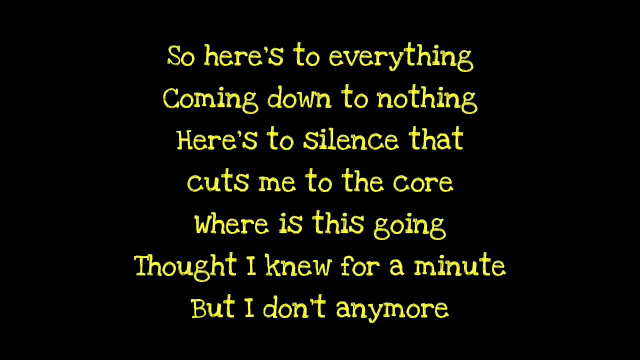 So here's to everything
Coming down to nothing
Here's to silence that
cuts me to the core
Where is this going
Thought I knew for a minute
But I don't anymore